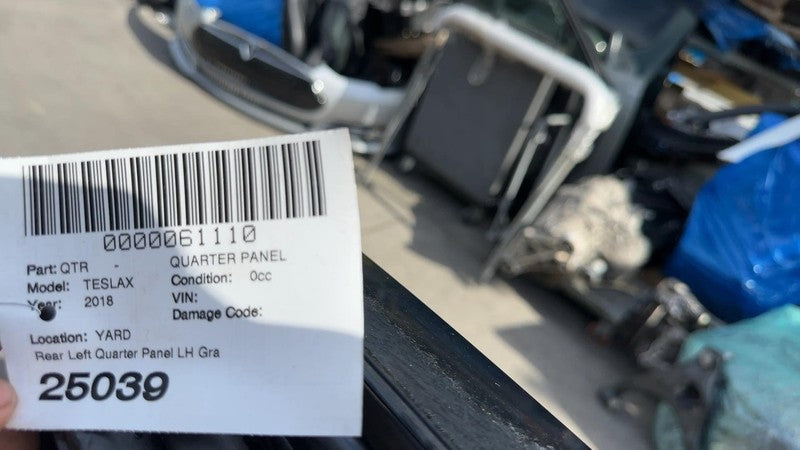 0000061110
Part: QTR - QUARTER PANEL
Model: TESLAX Condition: 0cc
Year: 2018 VIN:
Damage Code:
Location: YARD
Rear Left Quarter Panel LH Gra
25039